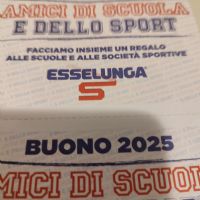 AMICI DI SCUOLA
E DELLO SPORT
FACCIAMO INSIEME UN REGALO
ALLE SCUOLE E ALLE SOCIETÀ SPORTIVE
ESSELUNGA
S
BUONO 2025
MICI DI SCUOL